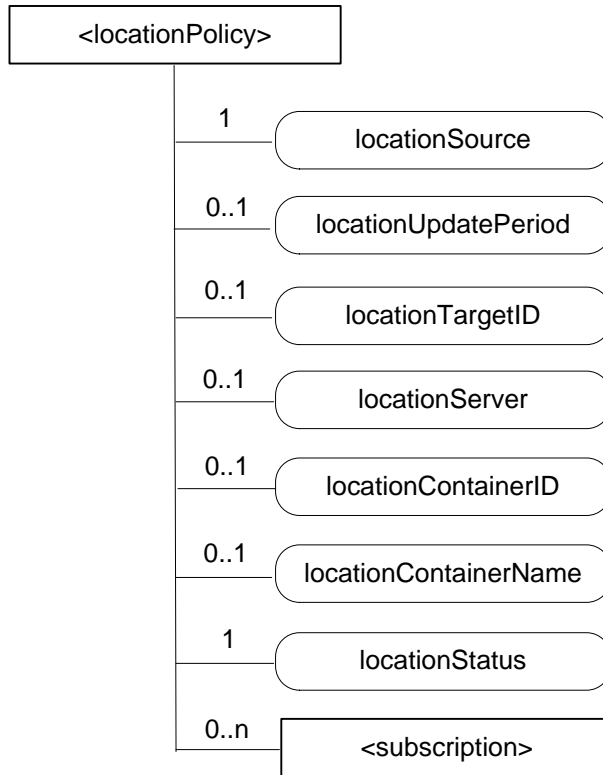 <locationPolicy>
1
locationSource
0..1
locationUpdatePeriod
0..1
locationTargetID
0..1
locationServer
0..1
locationContainerID
0..1
locationContainerName
1
locationStatus
0..n
<subscription>